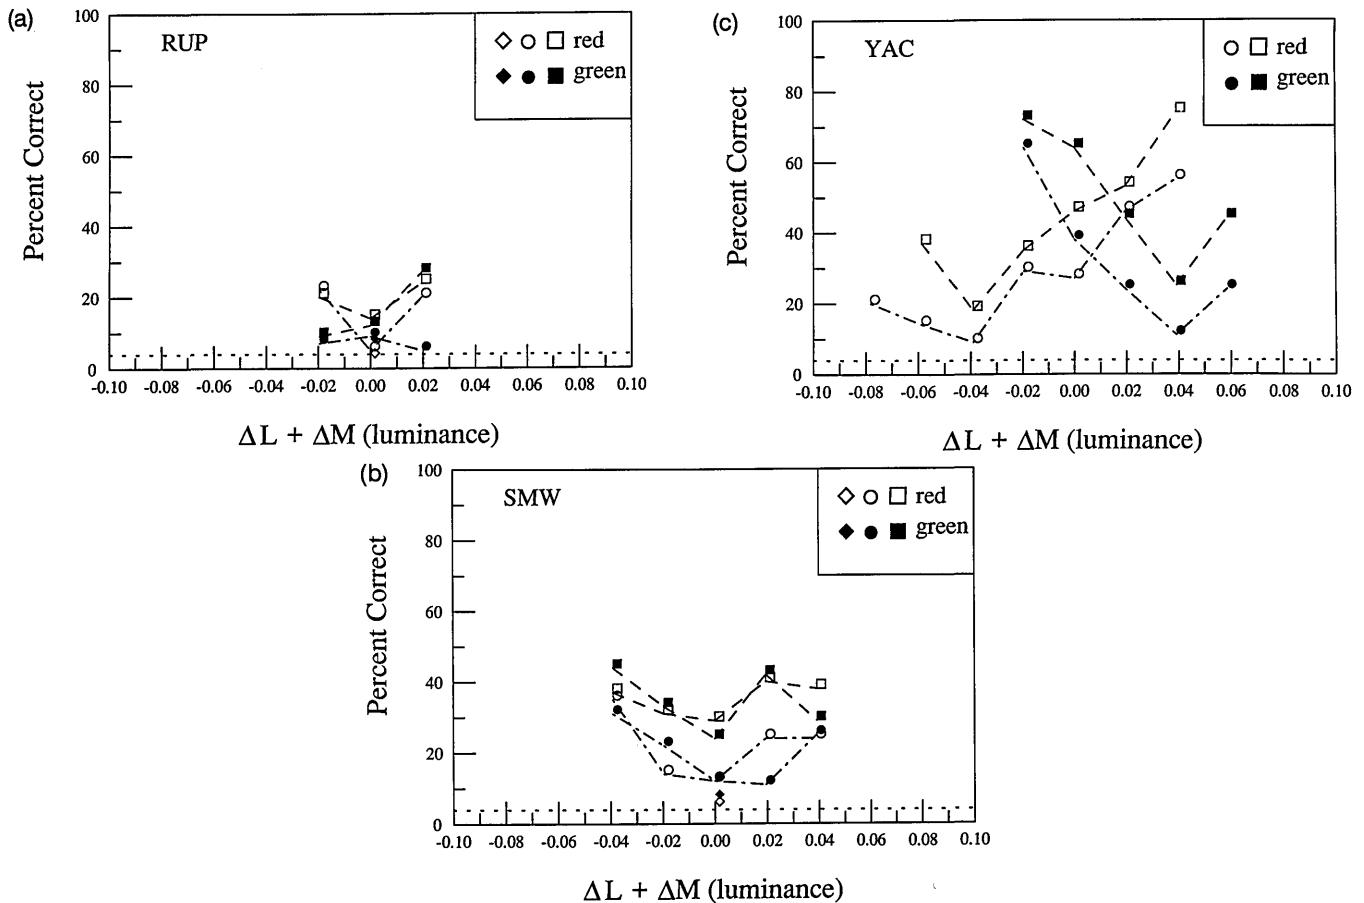 (a)
RUP
red
green
Percent Correct
100
80
60
40
20
0
-0.10 -0.08 -0.06 -0.04 -0.02 0.00 0.02 0.04 0.06 0.08 0.10
ΔL + ΔM (luminance)
(c)
YAC
red
green
Percent Correct
100
80
60
40
20
0
-0.10 -0.08 -0.06 -0.04 -0.02 0.00 0.02 0.04 0.06 0.08 0.10
ΔL + ΔM (luminance)
(b)
SMW
red
green
Percent Correct
100
80
60
40
20
0
-0.10 -0.08 -0.06 -0.04 -0.02 0.00 0.02 0.04 0.06 0.08 0.10
ΔL + ΔM (luminance)